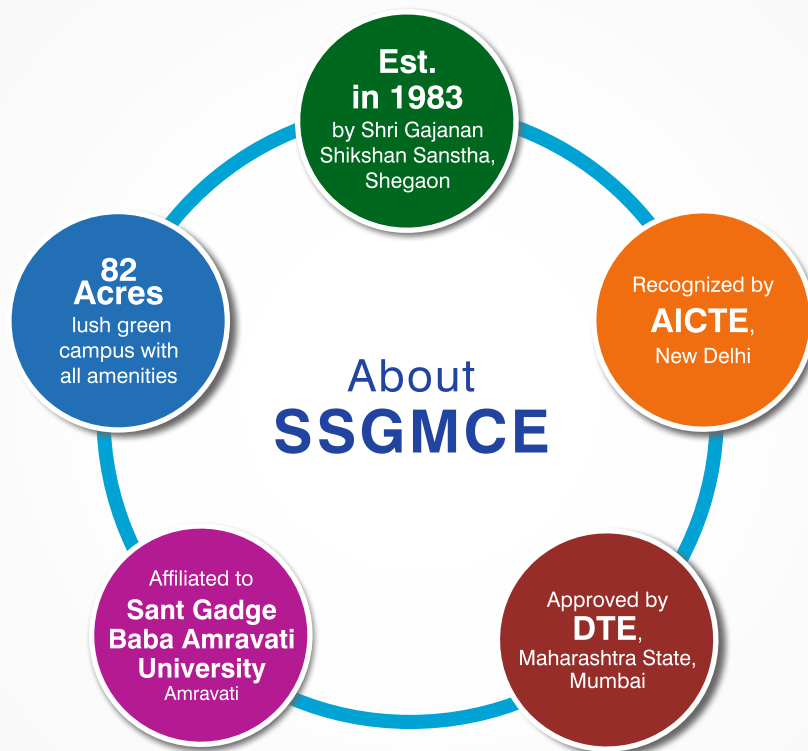 Est.
in 1983
by Shri Gajanan
Shikshan Sanstha,
Shegaon
82
Acres
lush green
campus with
all amenities
Recognized by
AICTE,
New Delhi
About
SSGMCE
Affiliated to
Sant Gadge
Baba Amravati
University
Amravati
Approved by
DTE,
Maharashtra State,
Mumbai